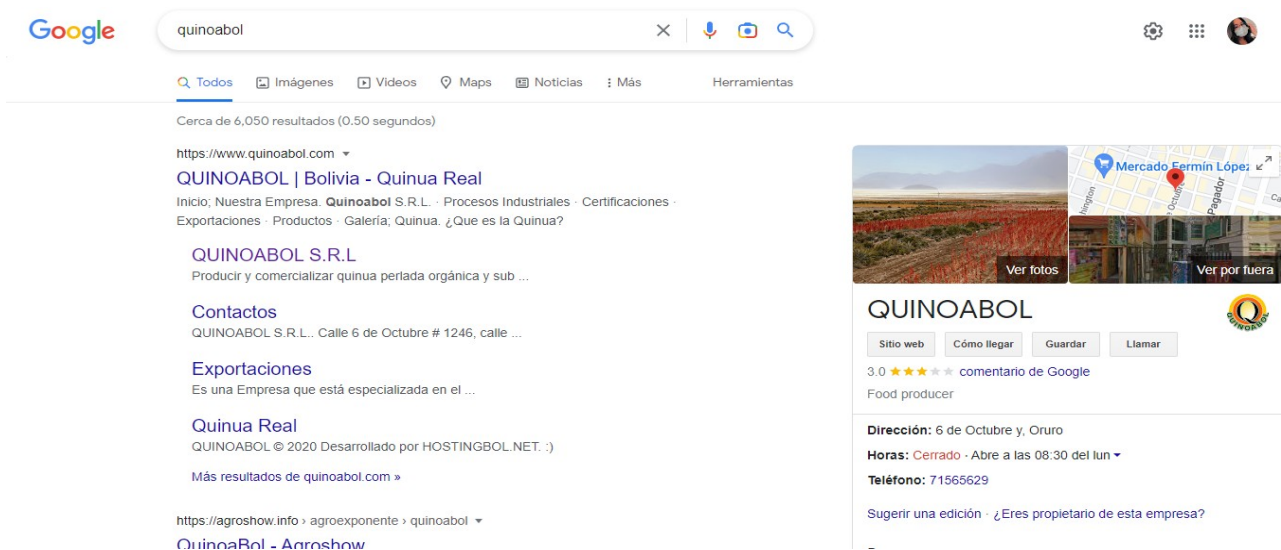 Google
quinoabol
Todos Imágenes Videos Maps Noticias Más Herramientas
Cerca de 6,050 resultados (0.50 segundos)
https://www.quinoabol.com
QUINOABOL | Bolivia - Quinua Real
Inicio; Nuestra Empresa. Quinoabol S.R.L. · Procesos Industriales · Certificaciones ·
Exportaciones · Productos · Galería; Quinua. ¿Que es la Quinua?
QUINOABOL S.R.L
Producir y comercializar quinua perlada orgánica y sub ...
Contactos
QUINOABOL S.R.L.. Calle 6 de Octubre # 1246, calle ...
Exportaciones
Es una Empresa que está especializada en el ...
Quinua Real
QUINOABOL © 2020 Desarrollado por HOSTINGBOL.NET. :)
Más resultados de quinoabol.com »
https://agroshow.info › agroexponente › quinoabol
QuinoaBol - Agroshow
Mercado Fermín López
Pagador
Ver fotos
Ver por fuera
QUINOABOL
QUINOABOL
Sitio web Cómo llegar Guardar Llamar
3.0 comentario de Google
Food producer
Dirección: 6 de Octubre y, Oruro
Horas: Cerrado · Abre a las 08:30 del lun
Teléfono: 71565629
Sugerir una edición · ¿Eres propietario de esta empresa?